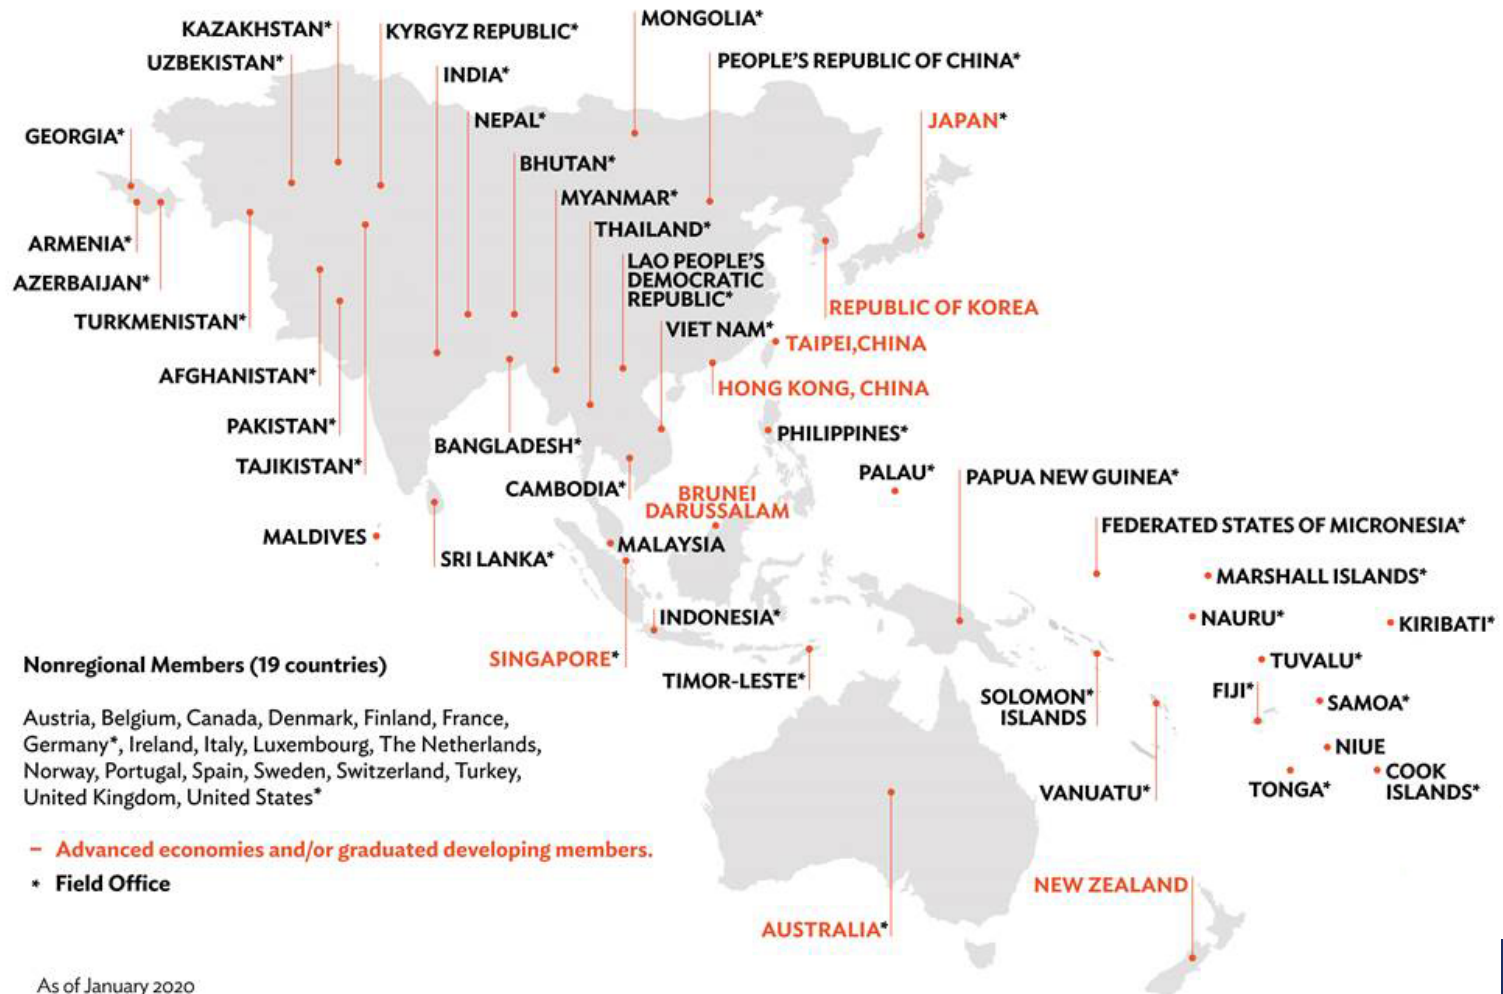 KAZAKHSTAN*
KYRGYZ REPUBLIC*
MONGOLIA*
UZBEKISTAN*
INDIA*
PEOPLE'S REPUBLIC OF CHINA*
GEORGIA*
NEPAL*
JAPAN*
BHUTAN*
MYANMAR*
THAILAND*
ARMENIA*
LAO PEOPLE'S
DEMOCRATIC
REPUBLIC*
AZERBAIJAN*
REPUBLIC OF KOREA
TURKMENISTAN*
VIET NAM*
TAIPEI,CHINA
AFGHANISTAN*
HONG KONG, CHINA
PAKISTAN*
BANGLADESH*
PHILIPPINES*
TAJIKISTAN*
PALAU*
PAPUA NEW GUINEA*
CAMBODIA*
BRUNEI
DARUSSALAM
FEDERATED STATES OF MICRONESIA*
MALDIVES
MALAYSIA
SRI LANKA*
MARSHALL ISLANDS*
INDONESIA*
NAURU*
KIRIBATI*
SINGAPORE*
TUVALU*
TIMOR-LESTE*
FIJI*
SOLOMON*
ISLANDS
SAMOA*
NIUE
VANUATU*
TONGA*
COOK
ISLANDS*
Nonregional Members (19 countries)
Austria, Belgium, Canada, Denmark, Finland, France,
Germany*, Ireland, Italy, Luxembourg, The Netherlands,
Norway, Portugal, Spain, Sweden, Switzerland, Turkey,
United Kingdom, United States*
– Advanced economies and/or graduated developing members.
* Field Office
NEW ZEALAND
AUSTRALIA*
As of January 2020